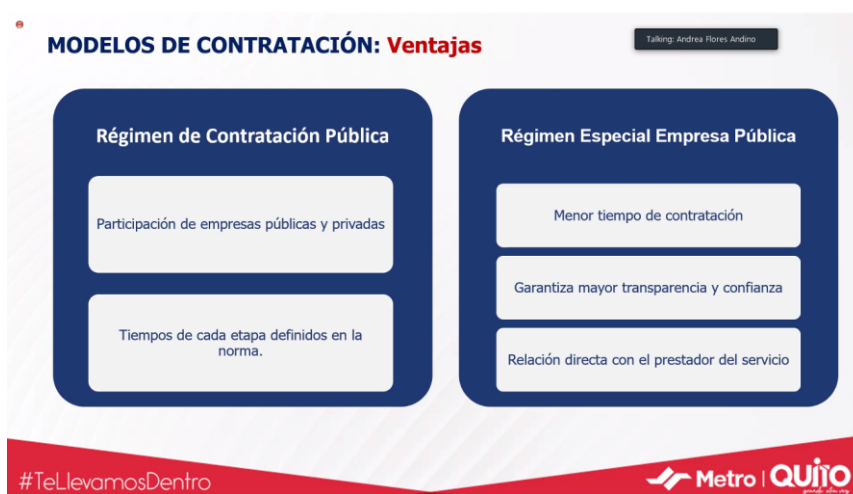 MODELOS DE CONTRATACIÓN: Ventajas
Talking: Andrea Flores Andino
Régimen de Contratación Pública
Participación de empresas públicas y privadas
Tiempos de cada etapa definidos en la
norma.
Régimen Especial Empresa Pública
Menor tiempo de contratación
Garantiza mayor transparencia y confianza
Relación directa con el prestador del servicio
#TeLlevamosDentro
Metro | QUITO